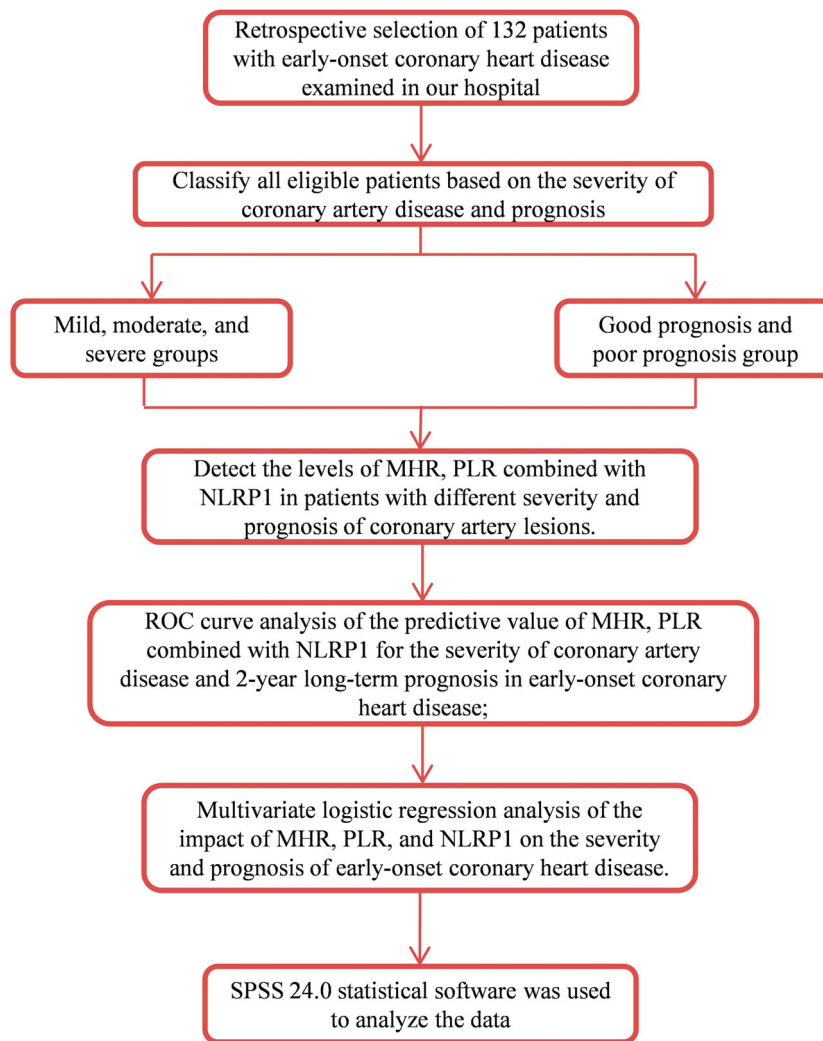 Retrospective selection of 132 patients
with early-onset coronary heart disease
examined in our hospital
Classify all eligible patients based on the severity of
coronary artery disease and prognosis
Mild, moderate, and
severe groups
Good prognosis and
poor prognosis group
Detect the levels of MHR, PLR combined with
NLRP1 in patients with different severity and
prognosis of coronary artery lesions.
ROC curve analysis of the predictive value of MHR, PLR
combined with NLRP1 for the severity of coronary artery
disease and 2-year long-term prognosis in early-onset coronary
heart disease;
Multivariate logistic regression analysis of the
impact of MHR, PLR, and NLRP1 on the severity
and prognosis of early-onset coronary heart disease.
SPSS 24.0 statistical software was used
to analyze the data